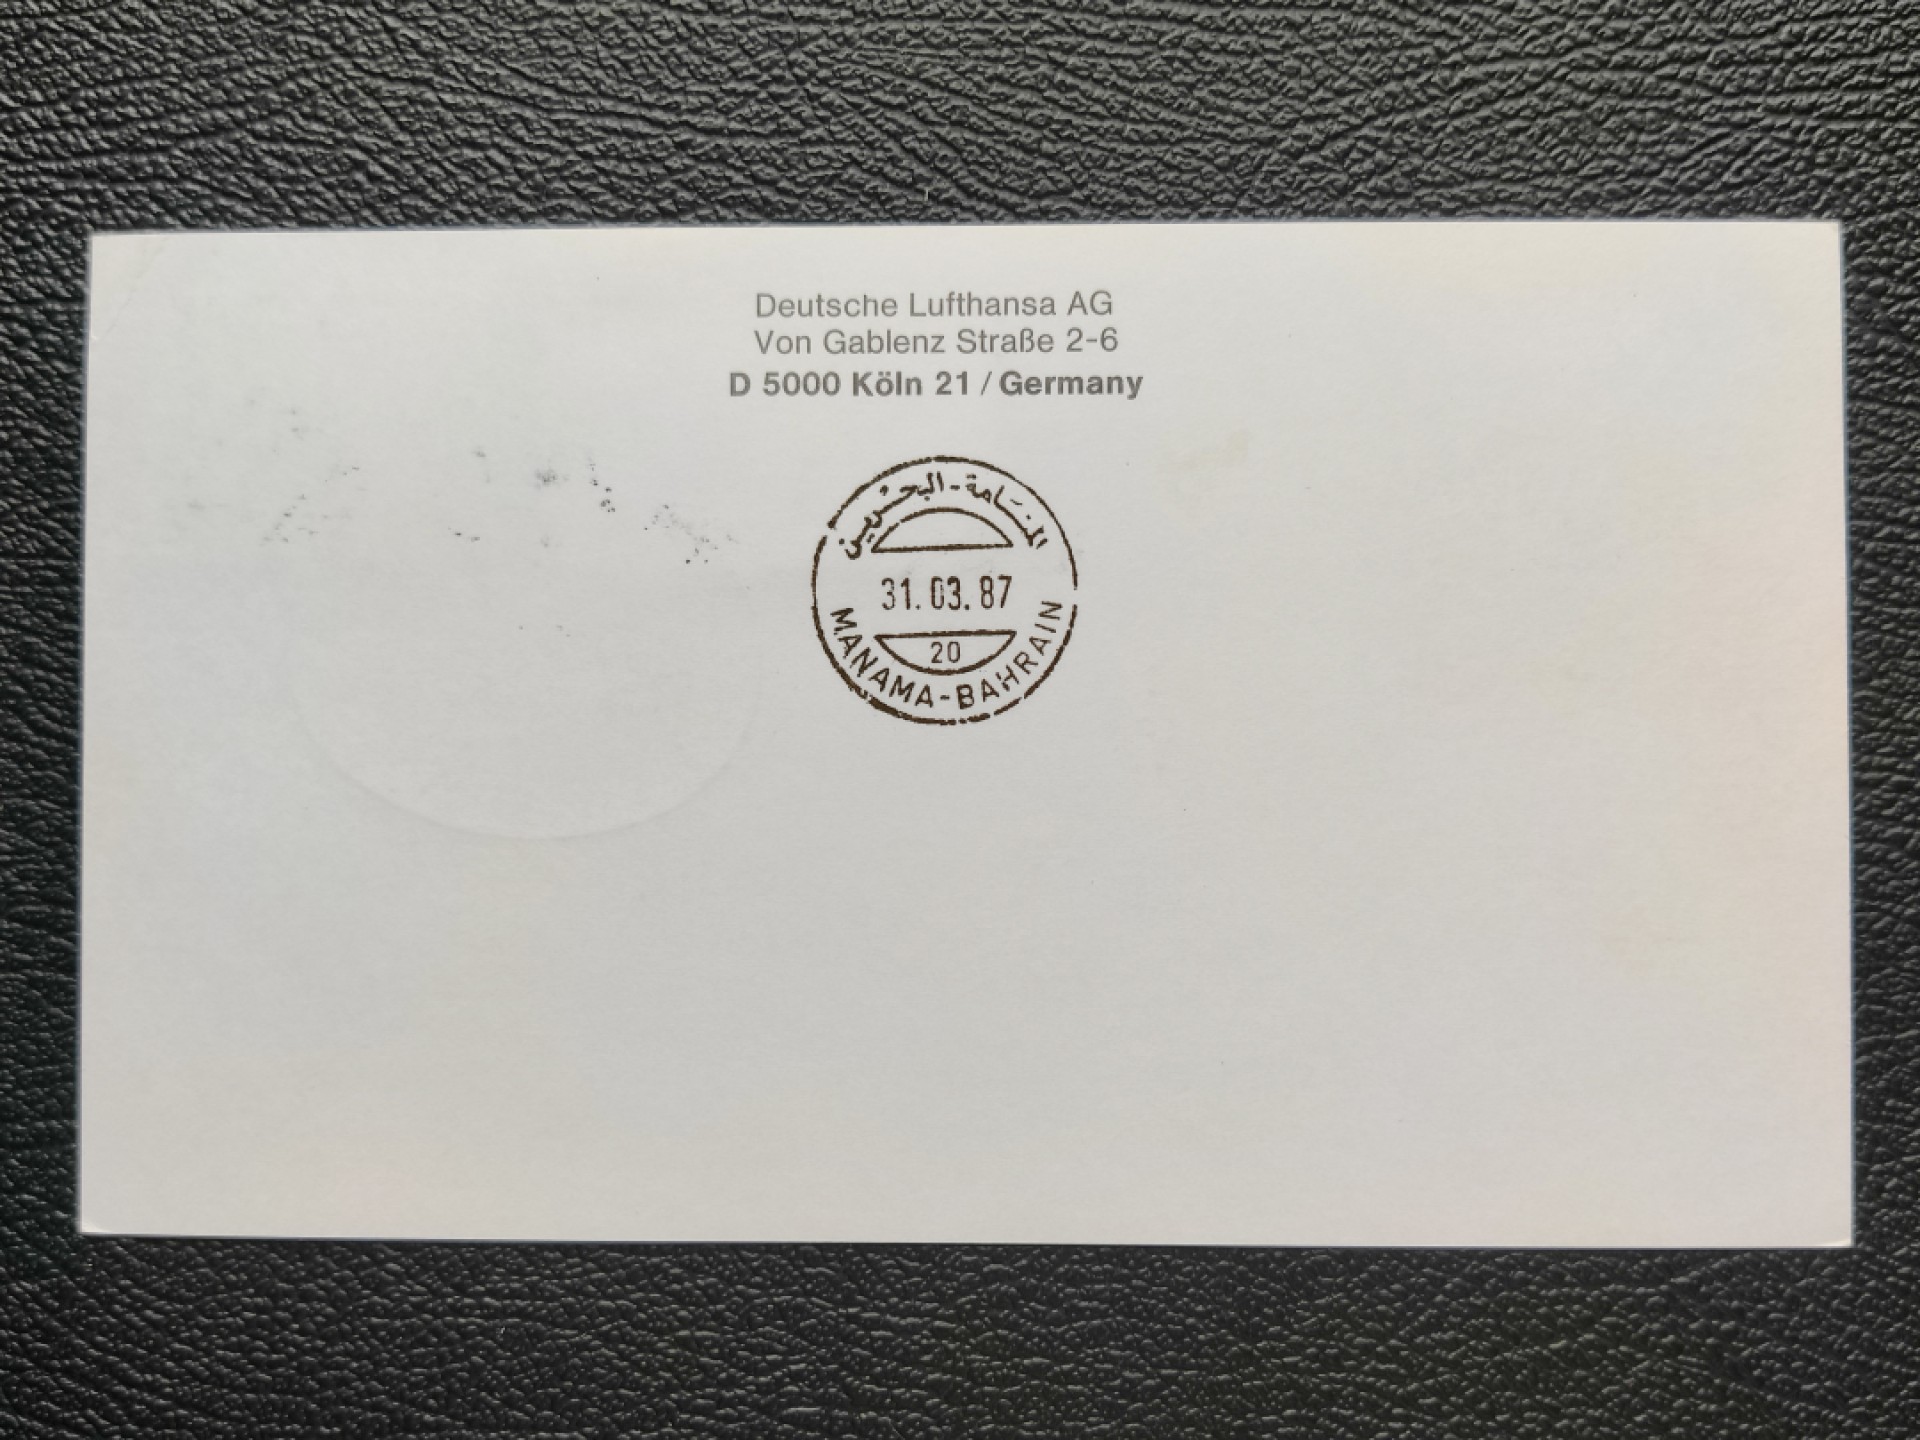 Deutsche Lufthansa AG
Von Gablenz Straße 2-6
D 5000 Köln 21 / Germany
المنامة - البحرين
31.03.87
20
MANAMA-BAHRAIN